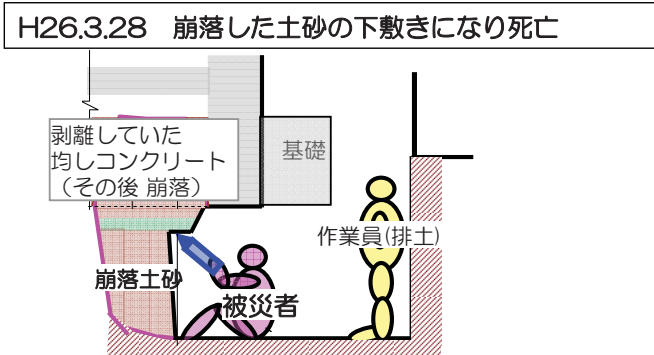 H26.3.28 崩落した土砂の下敷きになり死亡
剥離していた
均しコンクリート
(その後 崩落)
基礎
作業員(排土)
崩落土砂
被災者